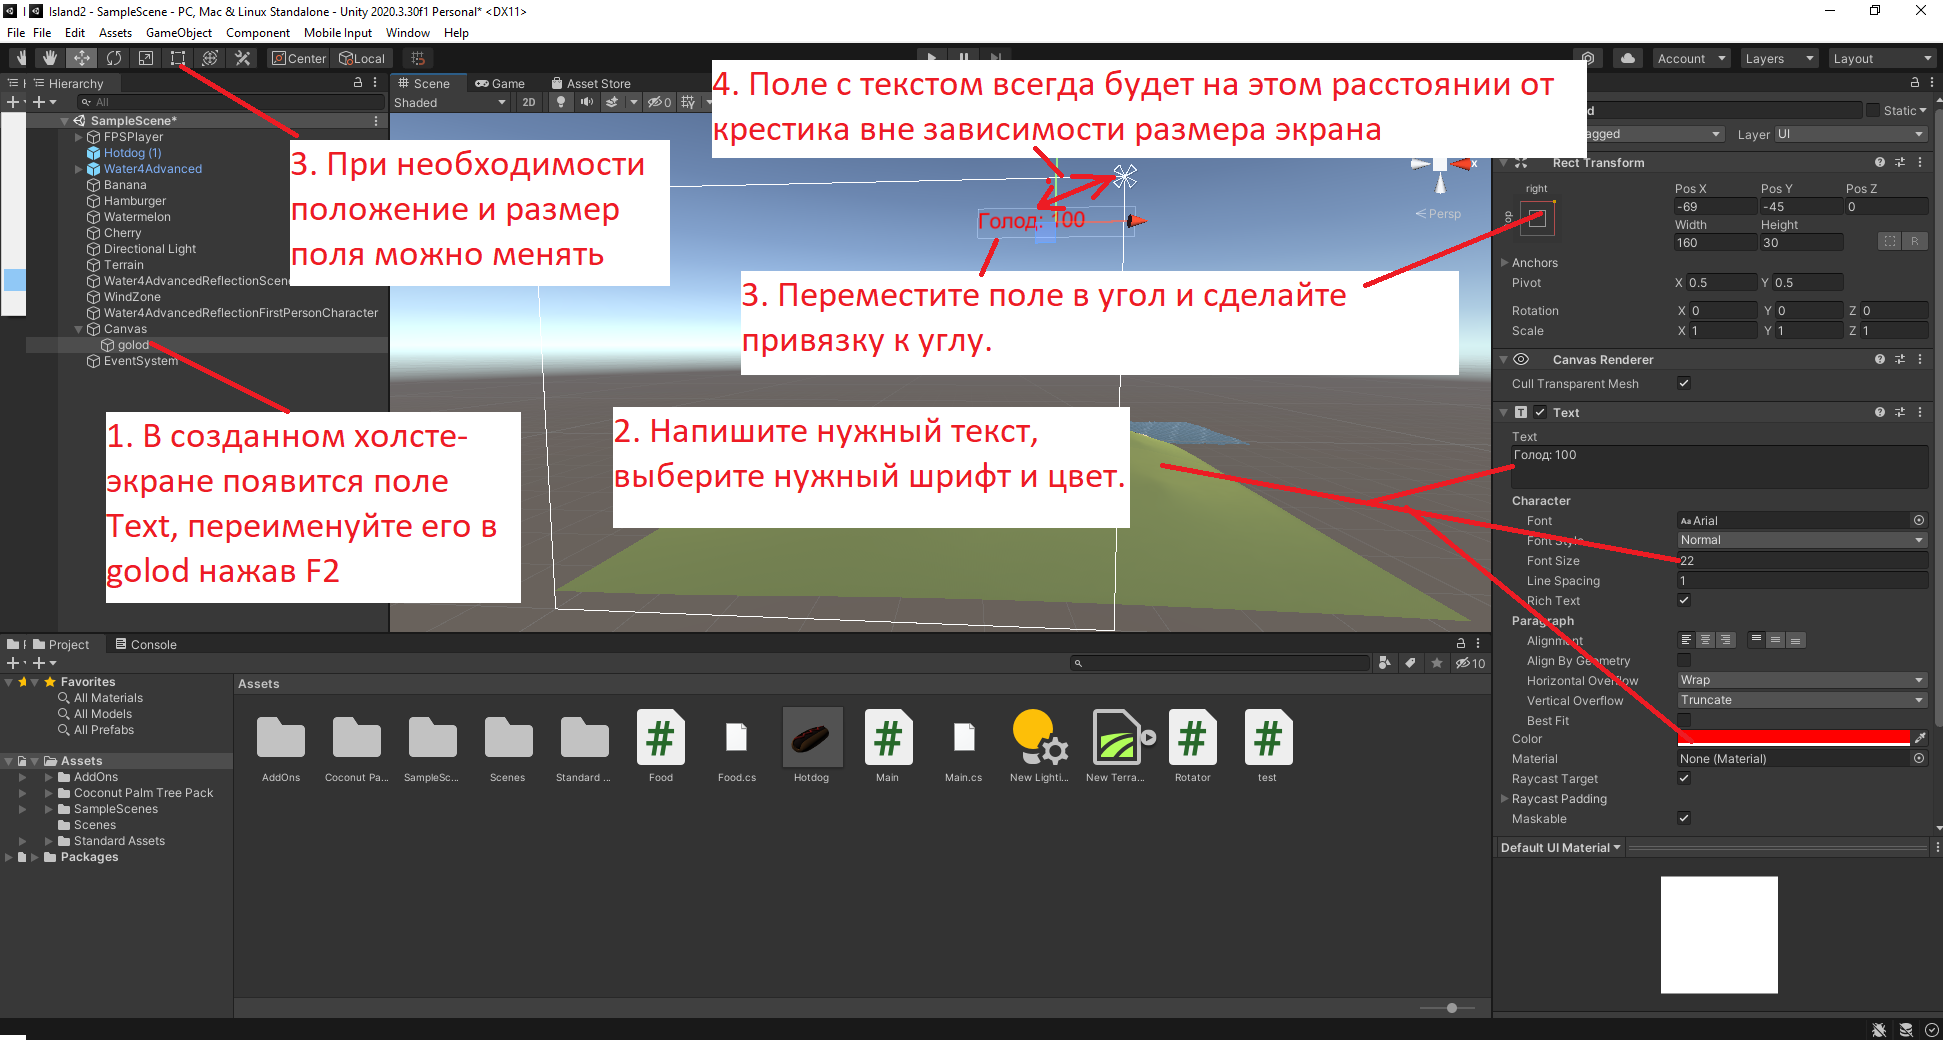 Island2 - SampleScene - PC, Mac & Linux Standalone - Unity 2020.3.30f1 Personal* <DX11>
File File Edit Assets GameObject Component Mobile Input Window Help
Center Local Account Layers Layout
Hierarchy
All
SampleScene*
FPSPlayer
Hotdog (1)
Water4Advanced
Banana
Hamburger
Watermelon
Cherry
Directional Light
Terrain
Water4AdvancedReflectionScene
WindZone
Water4AdvancedReflectionFirstPersonCharacter
Canvas
golod
EventSystem
Scene Game Asset Store
Shaded 2D 0
3. При необходимости
положение и размер
поля можно менять
4. Поле с текстом всегда будет на этом расстоянии от
крестика вне зависимости размера экрана
x
Persp
Голод: 100
3. Переместите поле в угол и сделайте
привязку к углу.
1. В созданном холсте-
экране появится поле
Text, переименуйте его в
golod нажав F2
2. Напишите нужный текст,
выберите нужный шрифт и цвет.
d Static
agged Layer UI
Rect Transform
right
op
Pos X Pos Y Pos Z
-69 -45 0
Width Height
160 30
R
Anchors
Pivot X 0.5 Y 0.5
Rotation X 0 Y 0 Z 0
Scale X 1 Y 1 Z 1
Canvas Renderer
Cull Transparent Mesh
Text
Text
Голод: 100
Character
Font Arial
Font Style Normal
Font Size 22
Line Spacing 1
Rich Text
Paragraph
Alignment
Align By Geometry
Horizontal Overflow Wrap
Vertical Overflow Truncate
Best Fit
Color
Material None (Material)
Raycast Target
Raycast Padding
Maskable
Default UI Material
Project Console
10
Favorites
All Materials
All Models
All Prefabs
Assets
AddOns
Coconut Palm Tree Pack
SampleScenes
Scenes
Standard Assets
Packages
Assets
AddOns Coconut Pa... SampleSc... Scenes Standard ... Food Food.cs Hotdog Main Main.cs New Lighti... New Terra... Rotator test